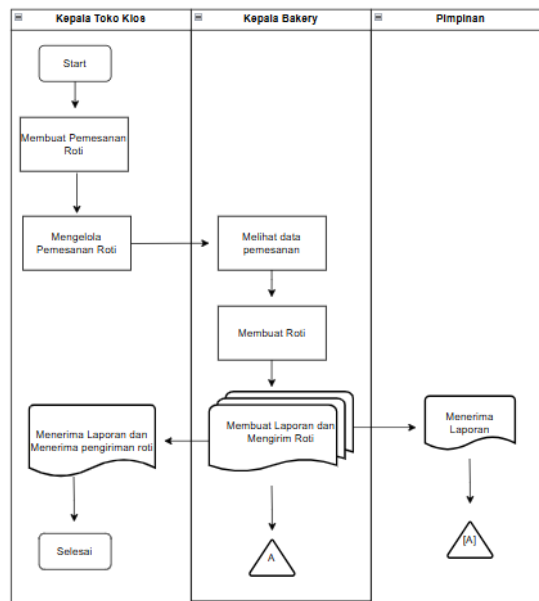 Kepala Toko Kios
Kepala Bakery
Pimpinan
Start
Membuat Pemesanan
Roti
Mengelola
Pemesanan Roti
Melihat data
pemesanan
Membuat Roti
Menerima Laporan dan
Menerima pengiriman roti
Membuat Laporan dan
Mengirim Roti
Menerima
Laporan
Selesai
A
[A]